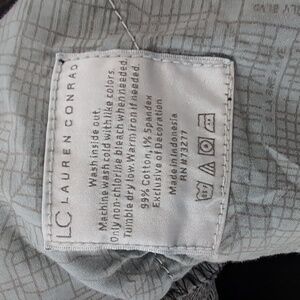 LC LAUREN CONRAD
Wash inside out.
Machine wash cold with like colors.
Only non-chlorine bleach when needed.
Tumble dry low. Warm iron if needed.
99% Cotton, 1% Spandex
Exclusive of Decoration
Made in Indonesia
RN #73277